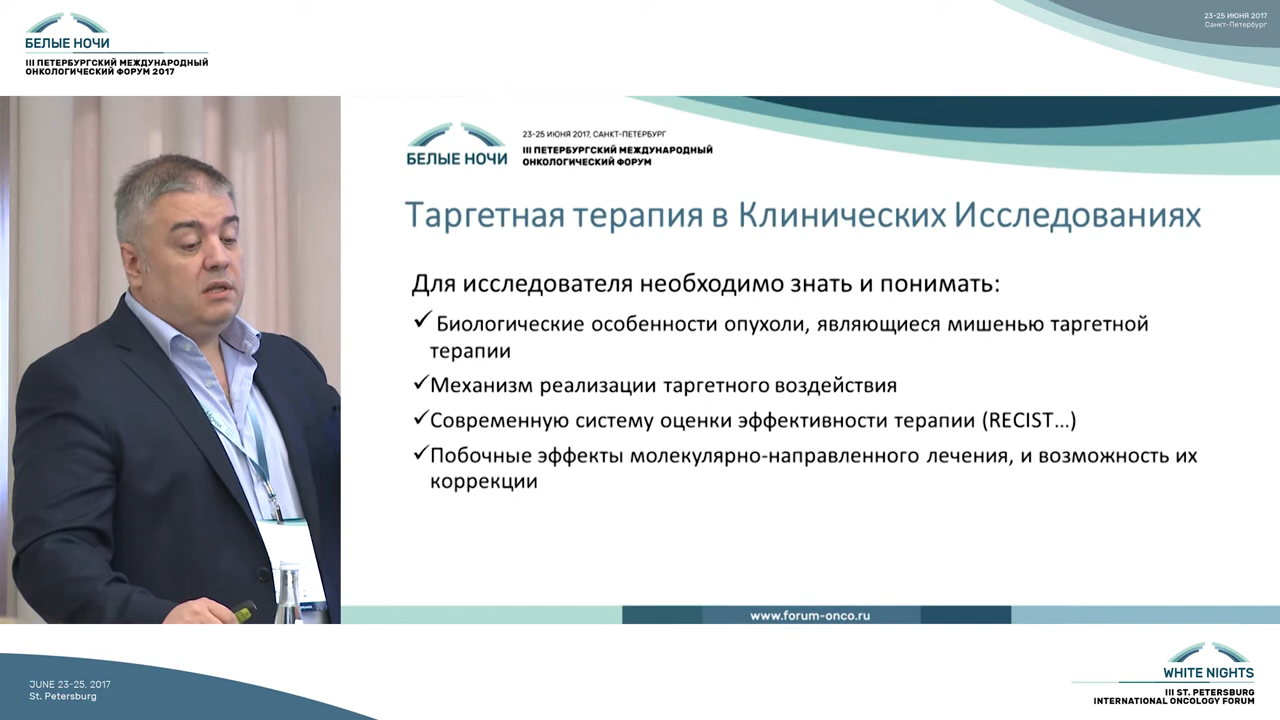 БЕЛЫЕ НОЧИ
III ПЕТЕРБУРГСКИЙ МЕЖДУНАРОДНЫЙ
ОНКОЛОГИЧЕСКИЙ ФОРУМ 2017
23-25 ИЮНЯ 2017
Санкт-Петербург
БЕЛЫЕ НОЧИ
23-25 ИЮНЯ 2017, САНКТ-ПЕТЕРБУРГ
III ПЕТЕРБУРГСКИЙ МЕЖДУНАРОДНЫЙ
ОНКОЛОГИЧЕСКИЙ ФОРУМ
Таргетная терапия в Клинических Исследованиях
Для исследователя необходимо знать и понимать:
✓ Биологические особенности опухоли, являющиеся мишенью таргетной
терапии
✓Механизм реализации таргетного воздействия
✓Современную систему оценки эффективности терапии (RECIST...)
✓Побочные эффекты молекулярно-направленного лечения, и возможность их
коррекции
www.forum-onco.ru
JUNE 23-25, 2017
St. Petersburg
WHITE NIGHTS
III ST. PETERSBURG
INTERNATIONAL ONCOLOGY FORUM